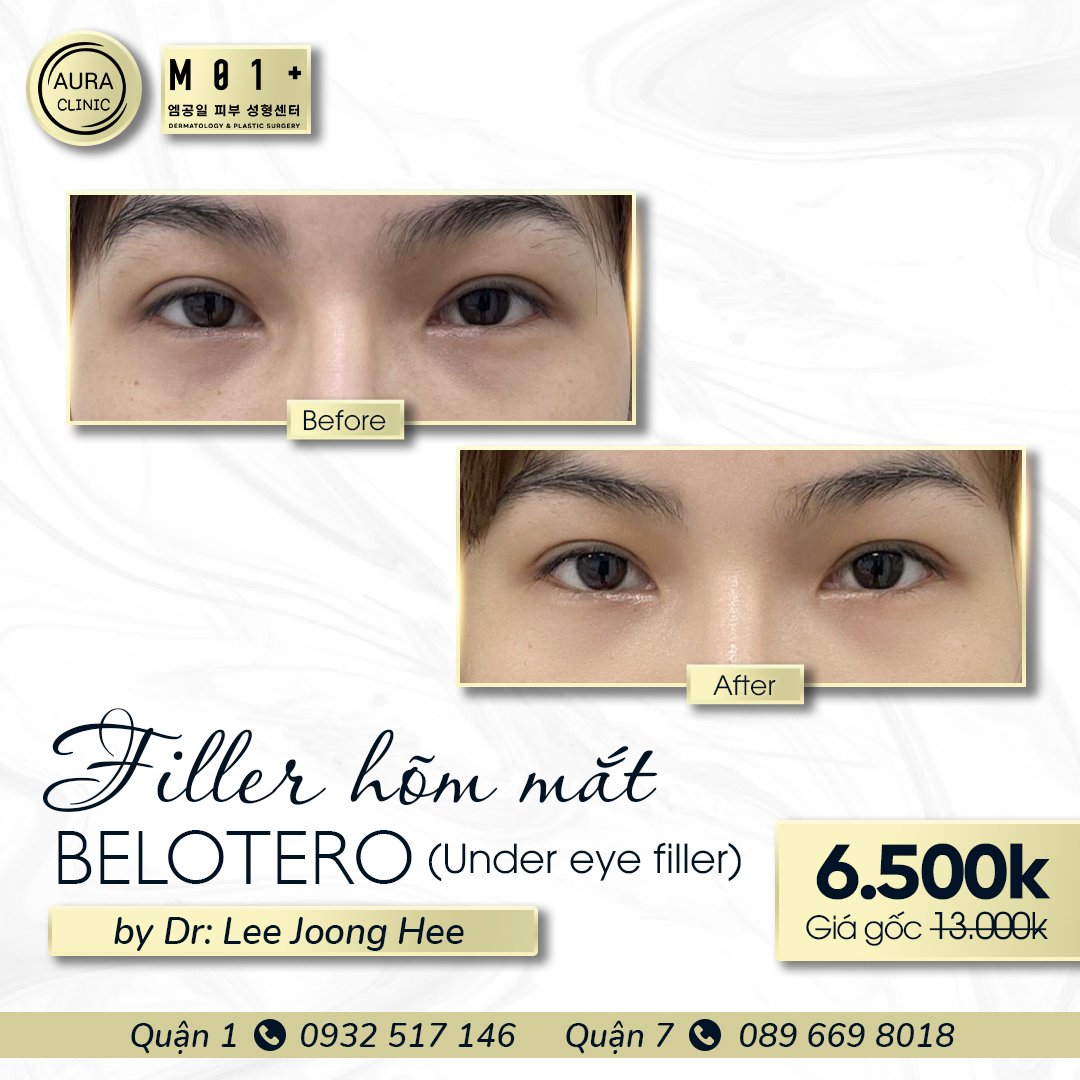 AURA
CLINIC
M01+
엠공일 피부 성형센터
DERMATOLOGY & PLASTIC SURGERY
Before
After
Filler hõm mắt
BELOTERO (Under eye filler)
by Dr: Lee Joong Hee
6.500k
Giá gốc 13.000k
Quận 1 0932 517 146 Quận 7 089 669 8018